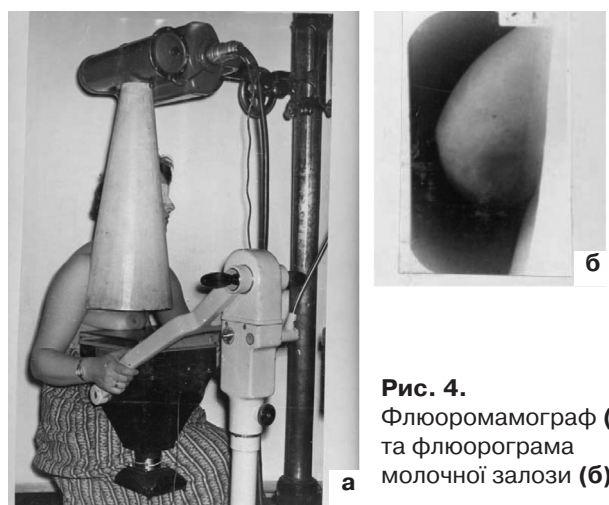 а
б
Рис. 4.
Флюоромамограф (
та флюорограма
молочної залози (б)